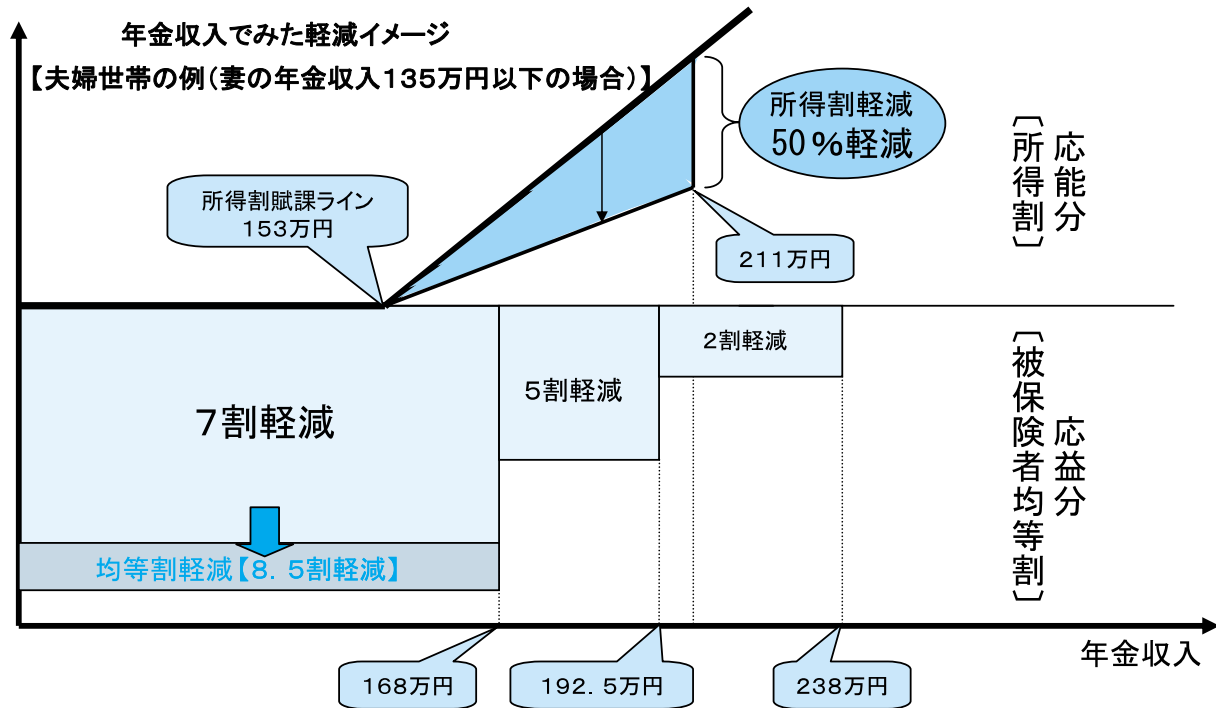 年金収入でみた軽減イメージ
【夫婦世帯の例（妻の年金収入１３５万円以下の場合）】
所得割軽減
50％軽減
応能分
〔所得割〕
所得割賦課ライン
153万円
211万円
7割軽減
5割軽減
2割軽減
応益分
〔被保険者均等割〕
均等割軽減【8．5割軽減】
年金収入
168万円
192．5万円
238万円